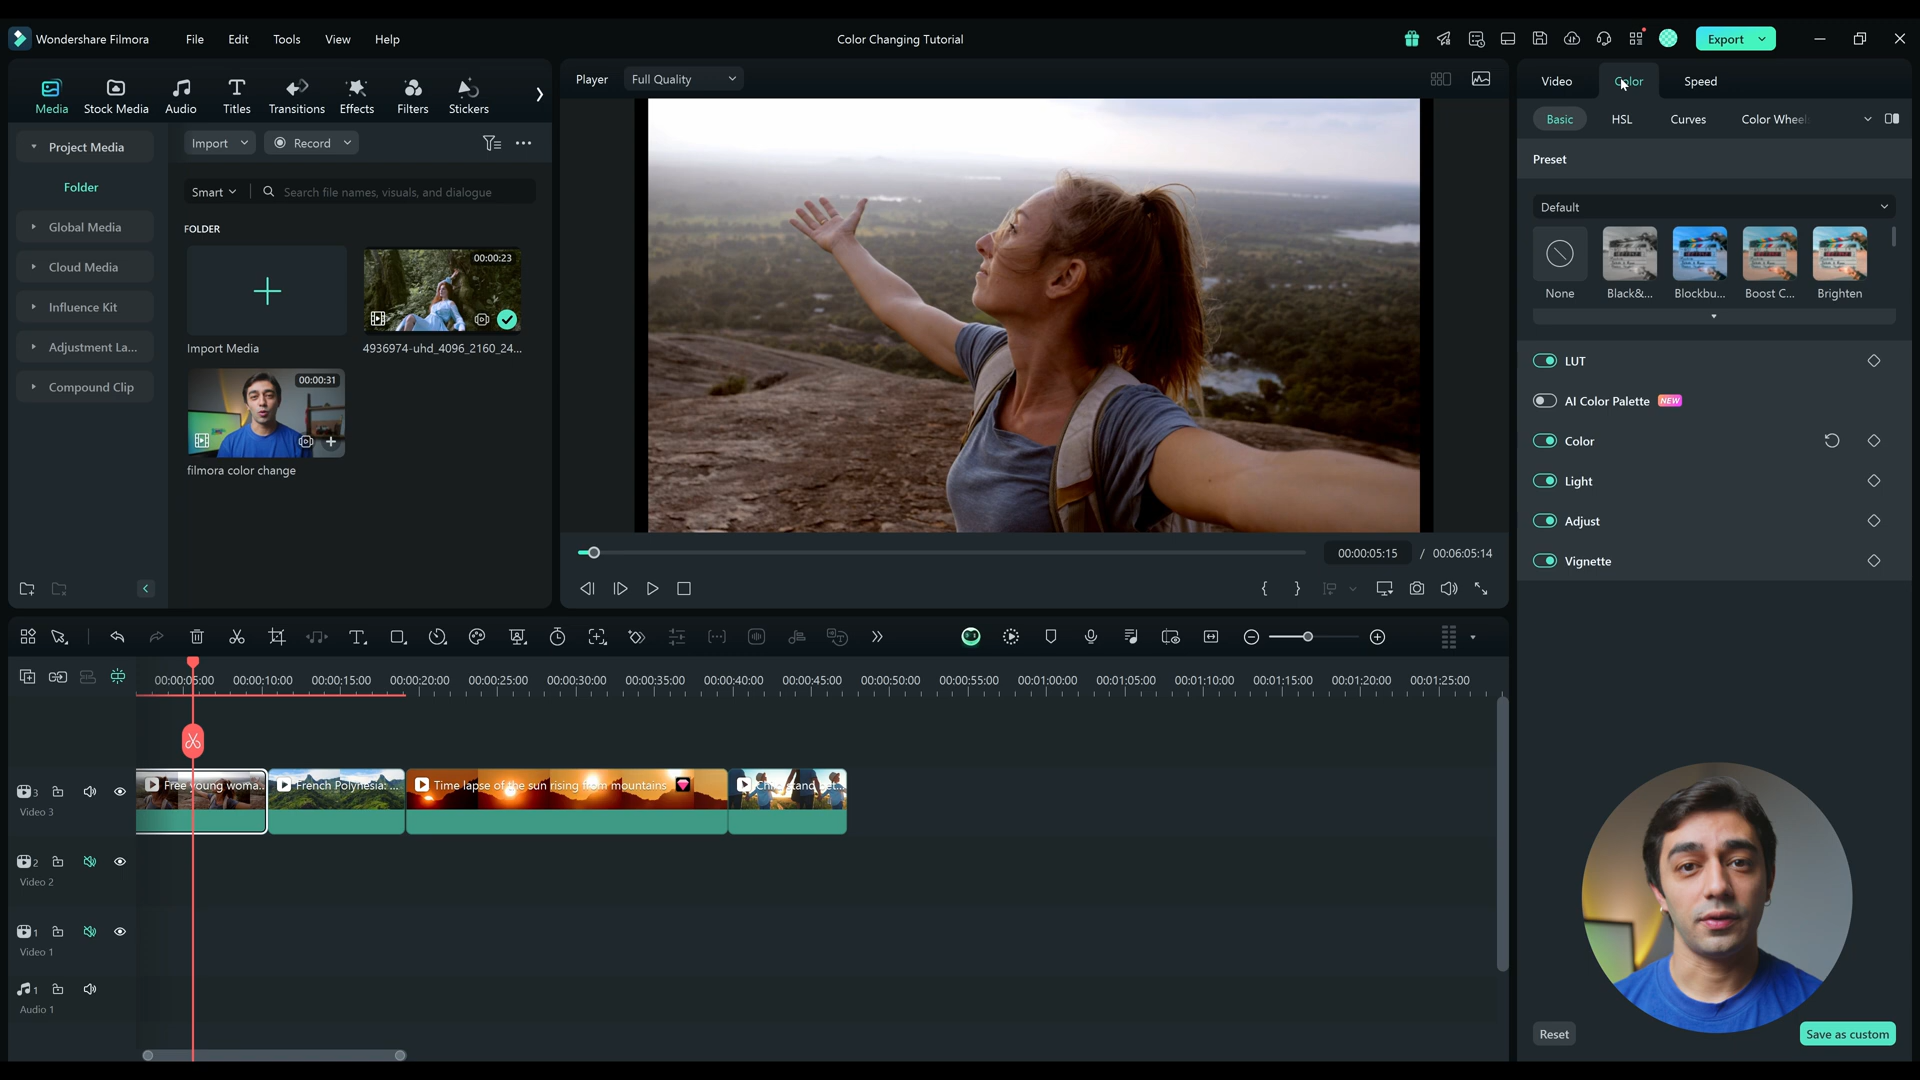 Wondershare Filmora
File
Edit
Tools
View
Help
Color Changing Tutorial
Export
Media
Stock Media
Audio
Titles
Transitions
Effects
Filters
Stickers
Project Media
Folder
Global Media
Cloud Media
Influence Kit
Adjustment La...
Compound Clip
Import
Record
Smart
Search file names, visuals, and dialogue
FOLDER
Import Media
00:00:23
4936974-uhd_4096_2160_24...
00:00:31
filmora color change
Player
Full Quality
00:00:05:15 / 00:06:05:14
Video
Color
Speed
Basic
HSL
Curves
Color Wheel
Preset
Default
None
Black&...
Blockbu...
Boost C...
Brighten
LUT
AI Color Palette NEW
Color
Light
Adjust
Vignette
Reset
Save as custom
00:00:05:00
00:00:10:00
00:00:15:00
00:00:20:00
00:00:25:00
00:00:30:00
00:00:35:00
00:00:40:00
00:00:45:00
00:00:50:00
00:00:55:00
00:01:00:00
00:01:05:00
00:01:10:00
00:01:15:00
00:01:20:00
00:01:25:00
3
Video 3
Free young woma...
French Polynesia: ...
Time lapse of the sun rising from mountains
2
Video 2
1
Video 1
1
Audio 1